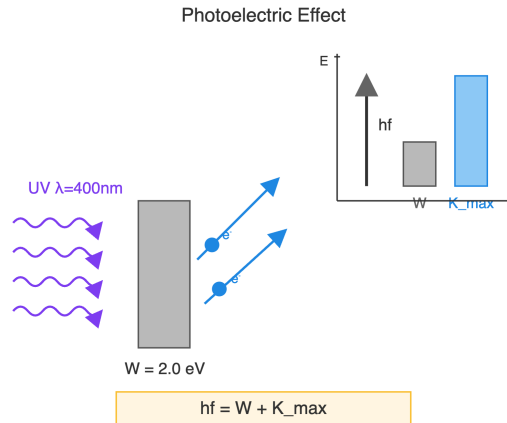 Photoelectric Effect
E
hf
W
K_max
UV λ=400nm
e⁻
e⁻
W = 2.0 eV
hf = W + K_max